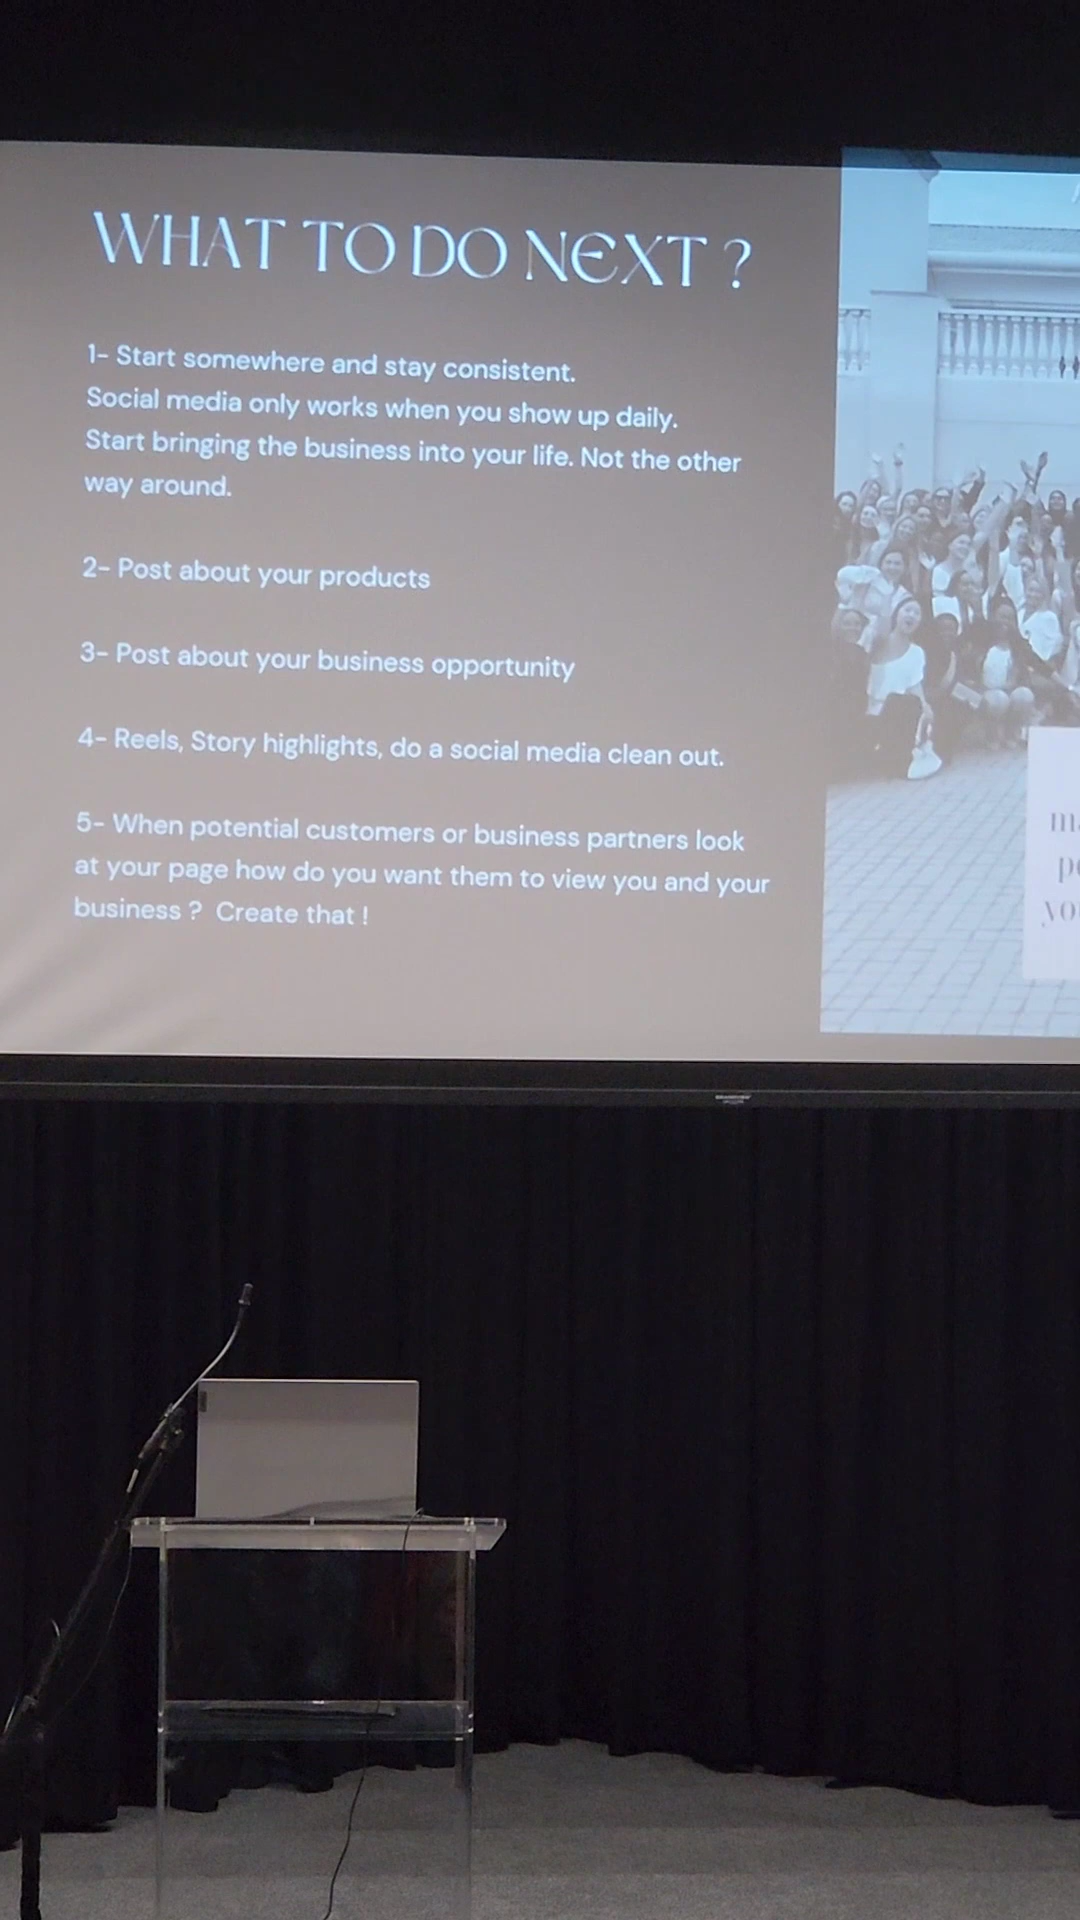 WHAT TO DO NEXT ?
1- Start somewhere and stay consistent.
Social media only works when you show up daily.
Start bringing the business into your life. Not the other
way around.
2- Post about your products
3- Post about your business opportunity
4- Reels, Story highlights, do a social media clean out.
5- When potential customers or business partners look
at your page how do you want them to view you and your
business ? Create that !